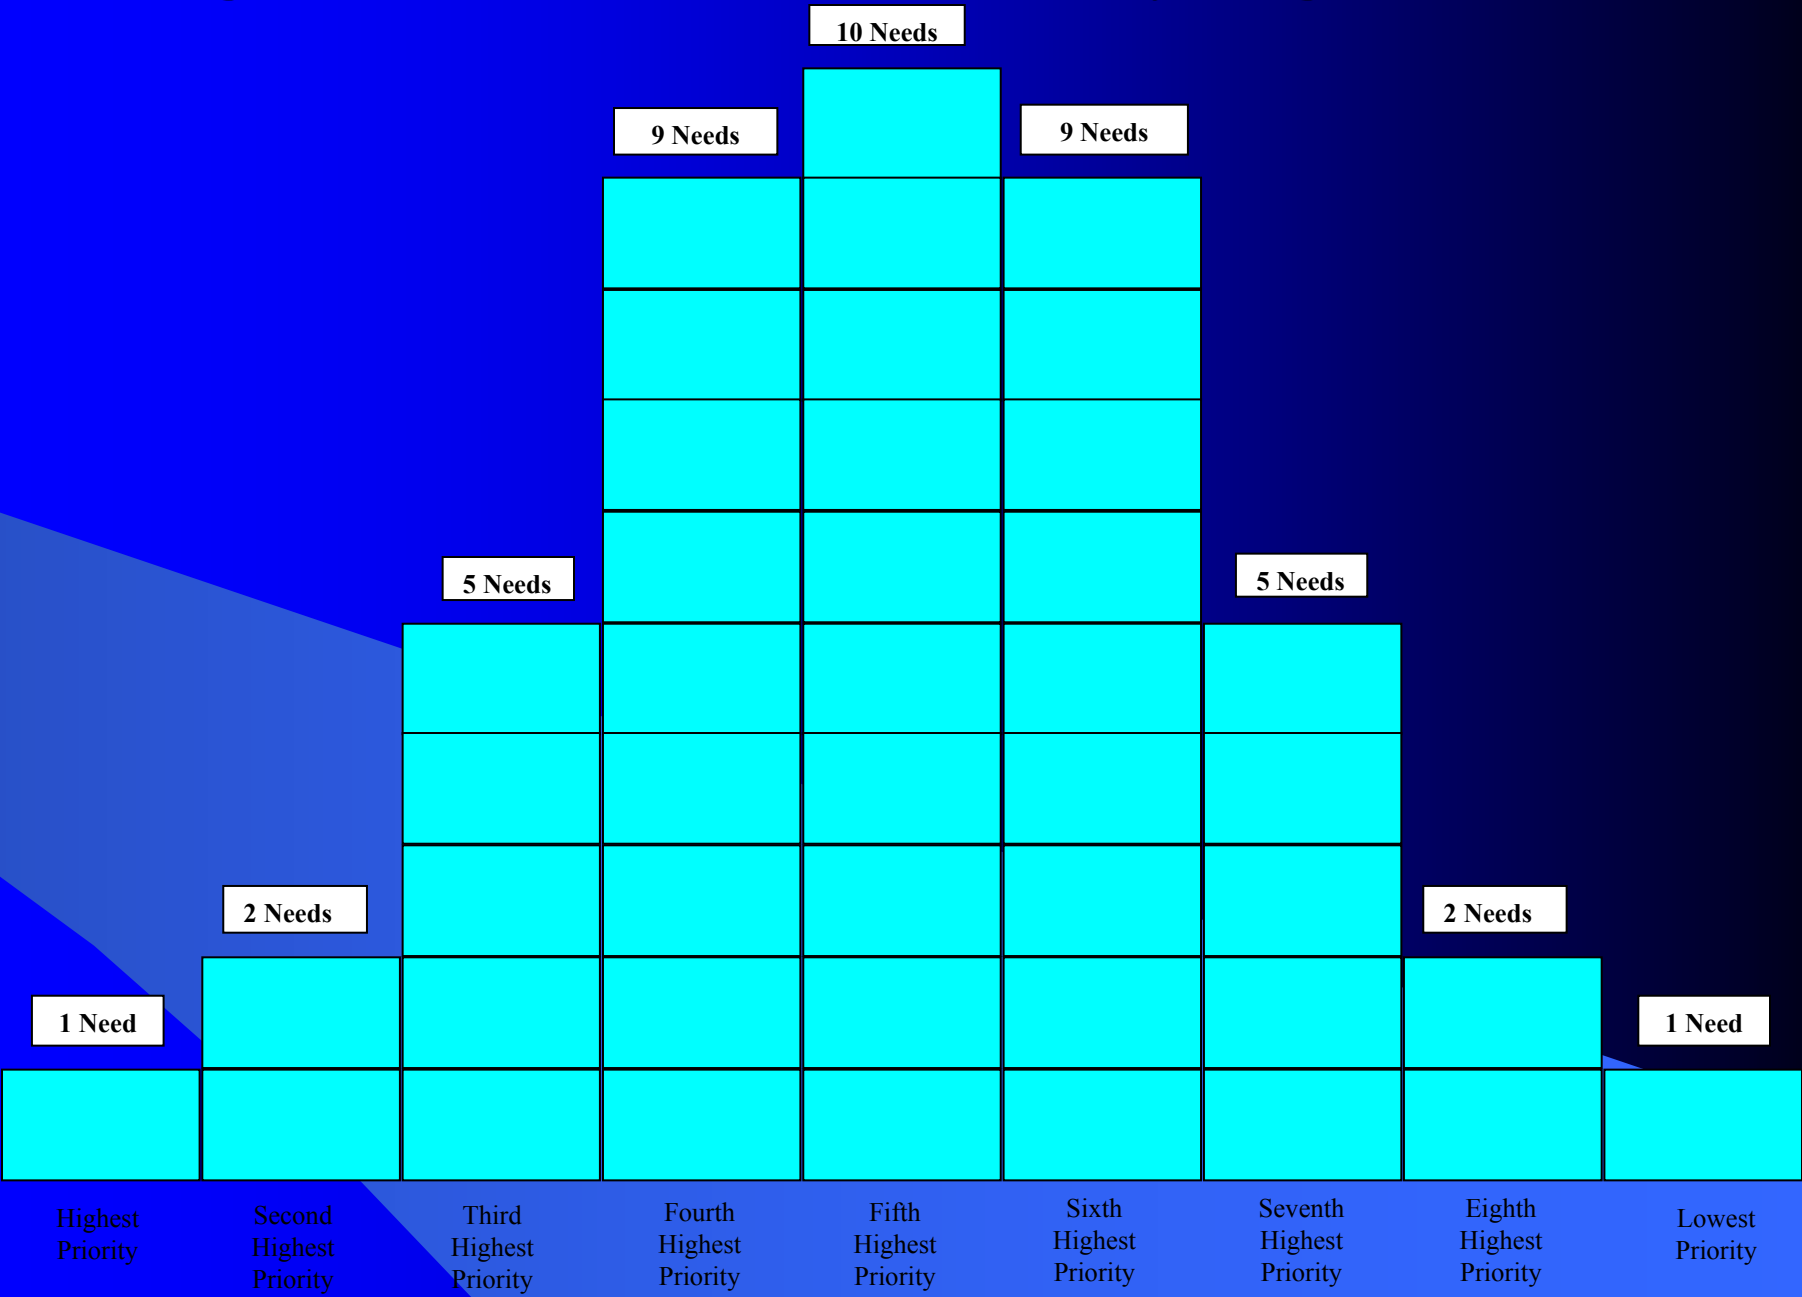 10 Needs
9 Needs
9 Needs
5 Needs
5 Needs
2 Needs
2 Needs
1 Need
1 Need
Highest
Priority
Second
Highest
Priority
Third
Highest
Priority
Fourth
Highest
Priority
Fifth
Highest
Priority
Sixth
Highest
Priority
Seventh
Highest
Priority
Eighth
Highest
Priority
Lowest
Priority